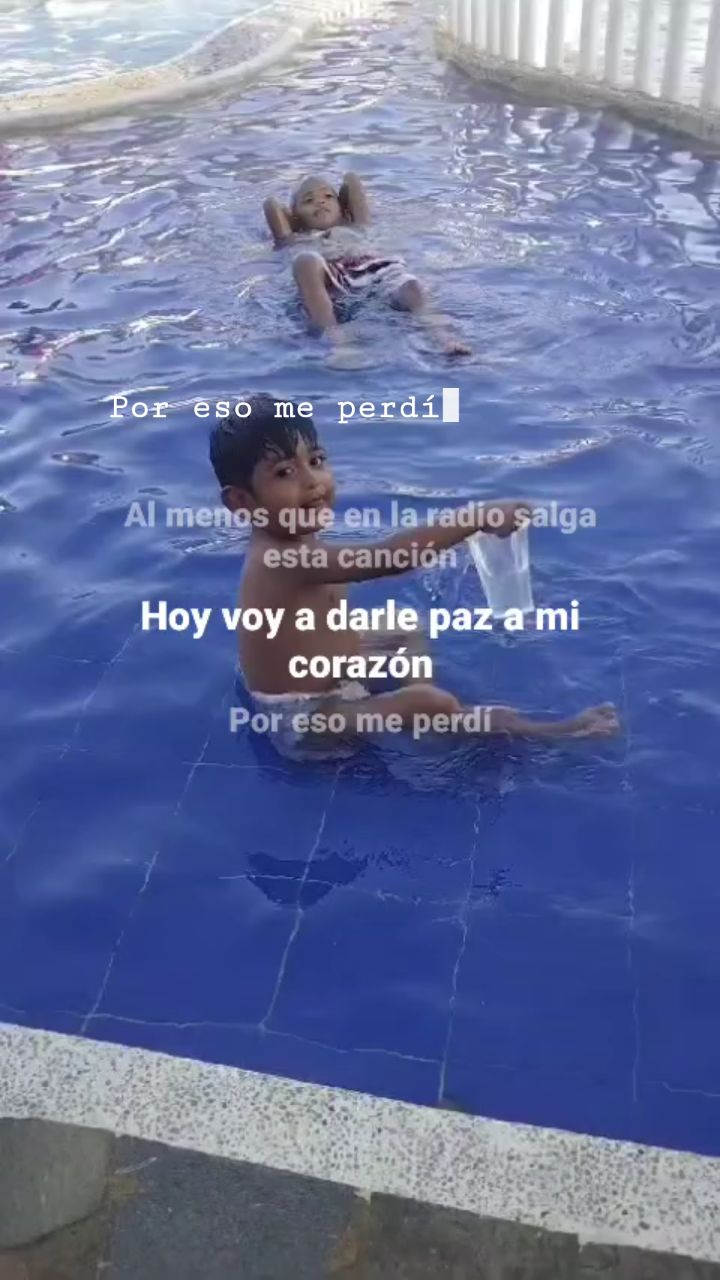 Por eso me perdí
Al menos que en la radio salga
esta canción
Hoy voy a darle paz a mi
corazón
Por eso me perdí